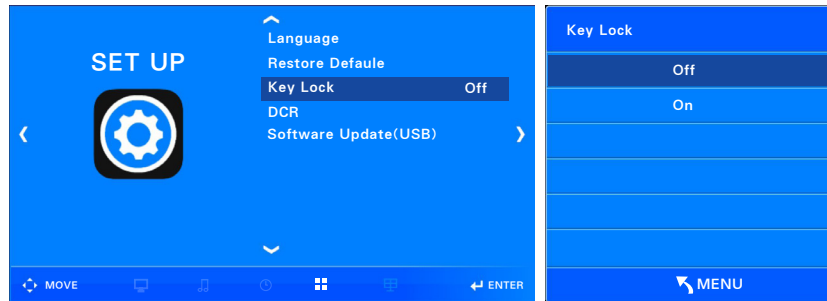 SET UP
Language
Restore Defaule
Key Lock Off
DCR
Software Update(USB)
MOVE
ENTER
Key Lock
Off
On
MENU